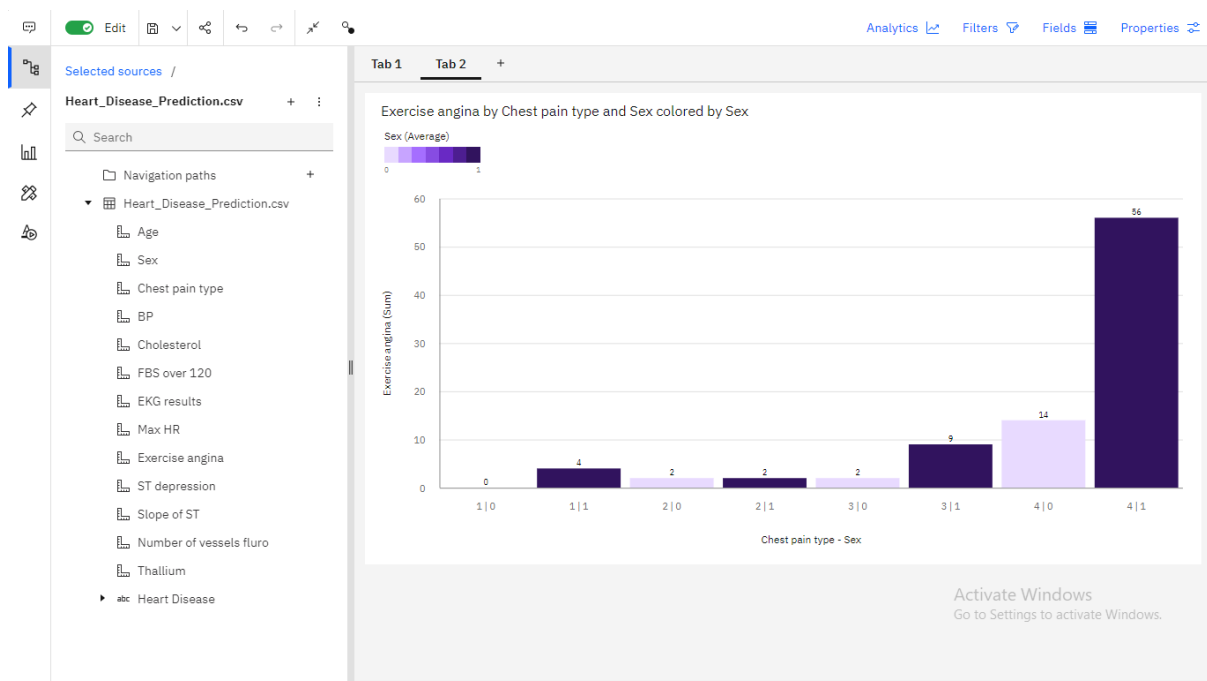 Edit
Analytics Filters Fields Properties
Selected sources /
Heart_Disease_Prediction.csv
Search
Navigation paths
Heart_Disease_Prediction.csv
Age
Sex
Chest pain type
BP
Cholesterol
FBS over 120
EKG results
Max HR
Exercise angina
ST depression
Slope of ST
Number of vessels fluro
Thallium
abc Heart Disease
Tab 1 Tab 2 +
Exercise angina by Chest pain type and Sex colored by Sex
Sex (Average)
0 1
Exercise angina (Sum)
60
50
40
30
20
10
0
0 4 2 2 2 9 14 56
1|0 1|1 2|0 2|1 3|0 3|1 4|0 4|1
Chest pain type - Sex
Activate Windows
Go to Settings to activate Windows.